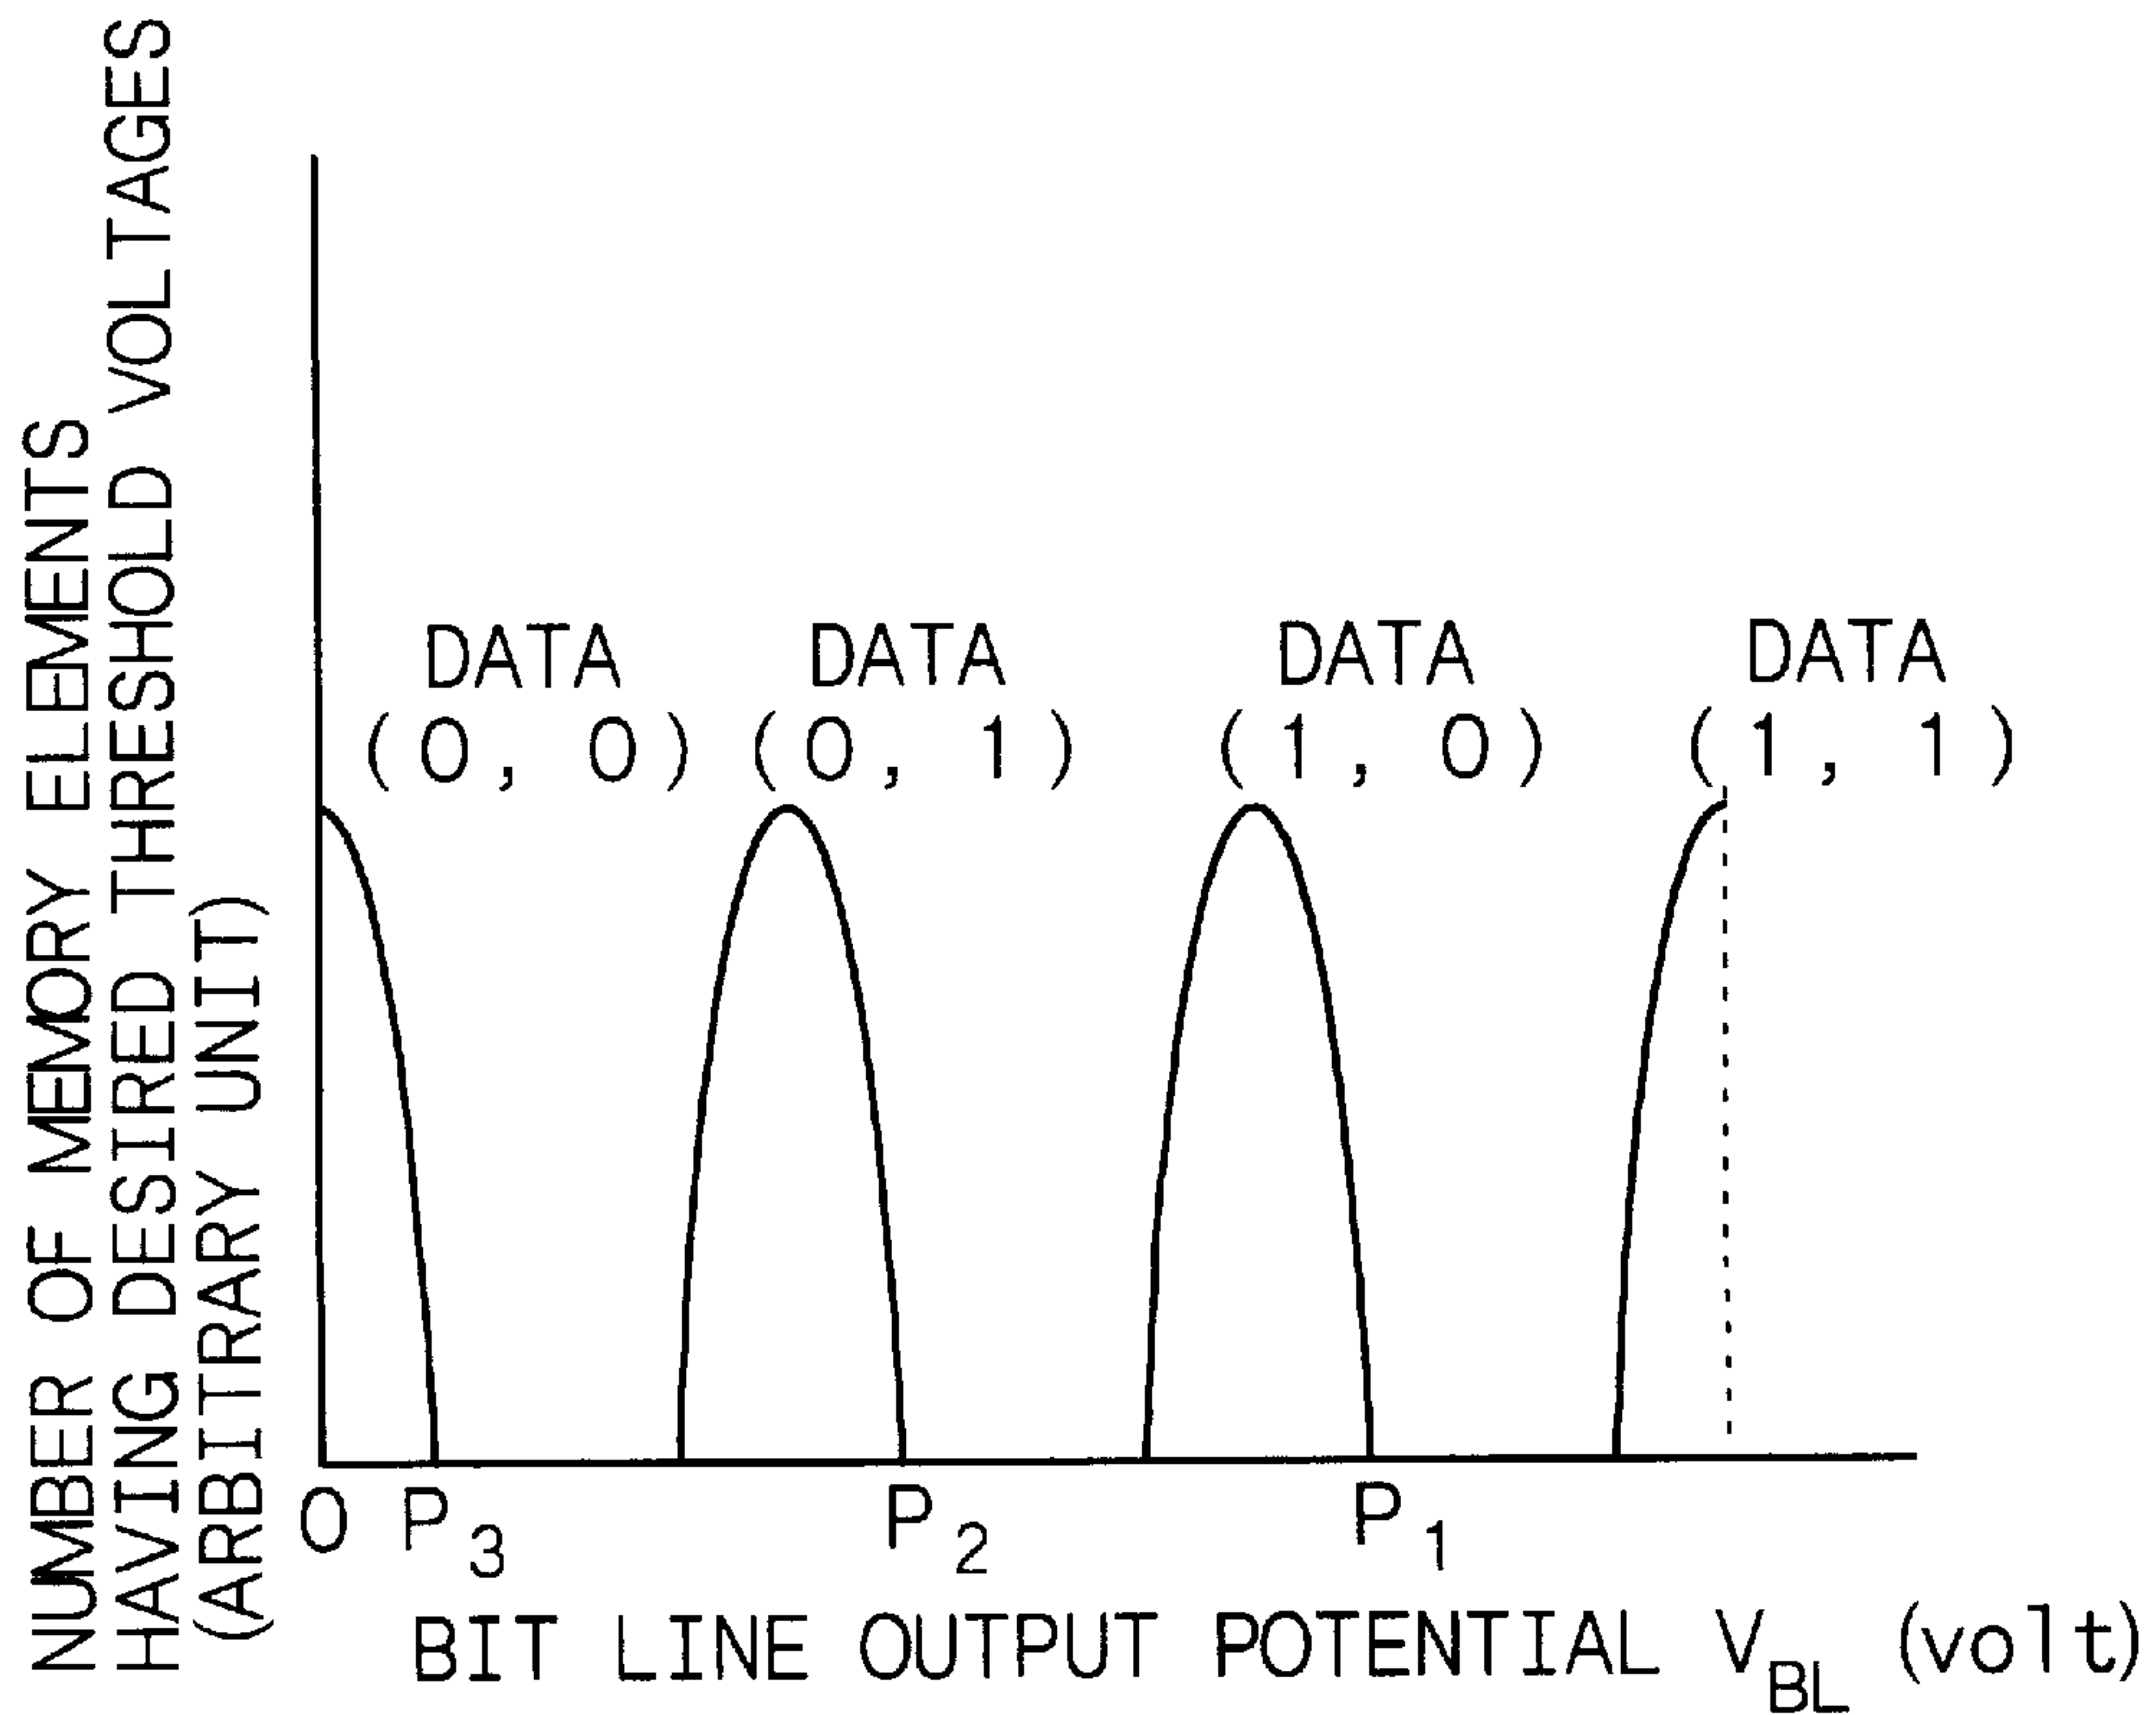 NUMBER OF MEMORY ELEMENTS
HAVING DESIRED THRESHOLD VOLTAGES
(ARBITRARY UNIT)
DATA DATA DATA DATA
(0, 0) (0, 1) (1, 0) (1, 1)
0 P3 P2 P1
BIT LINE OUTPUT POTENTIAL VBL (volt)